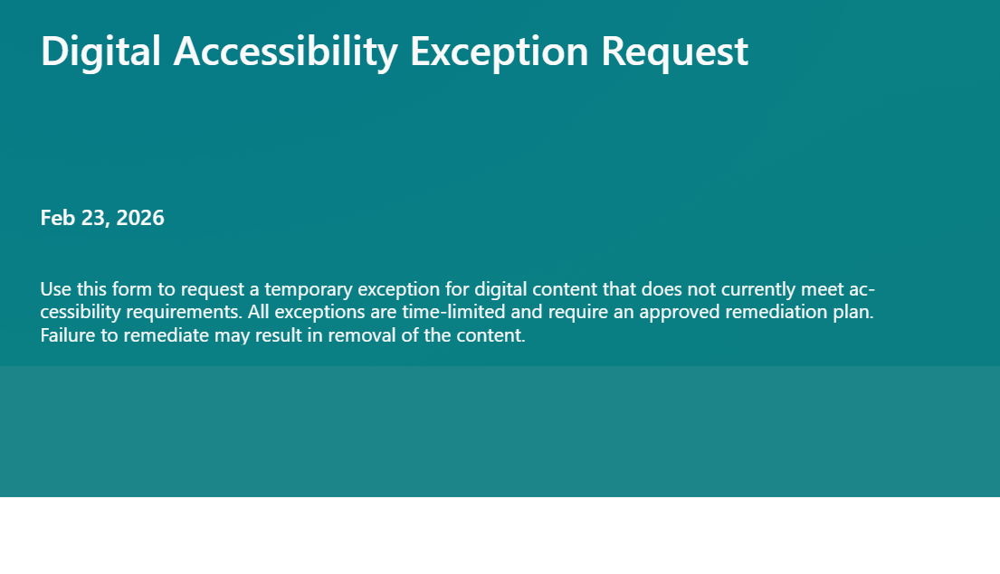 Digital Accessibility Exception Request
Feb 23, 2026
Use this form to request a temporary exception for digital content that does not currently meet ac-
cessibility requirements. All exceptions are time-limited and require an approved remediation plan.
Failure to remediate may result in removal of the content.